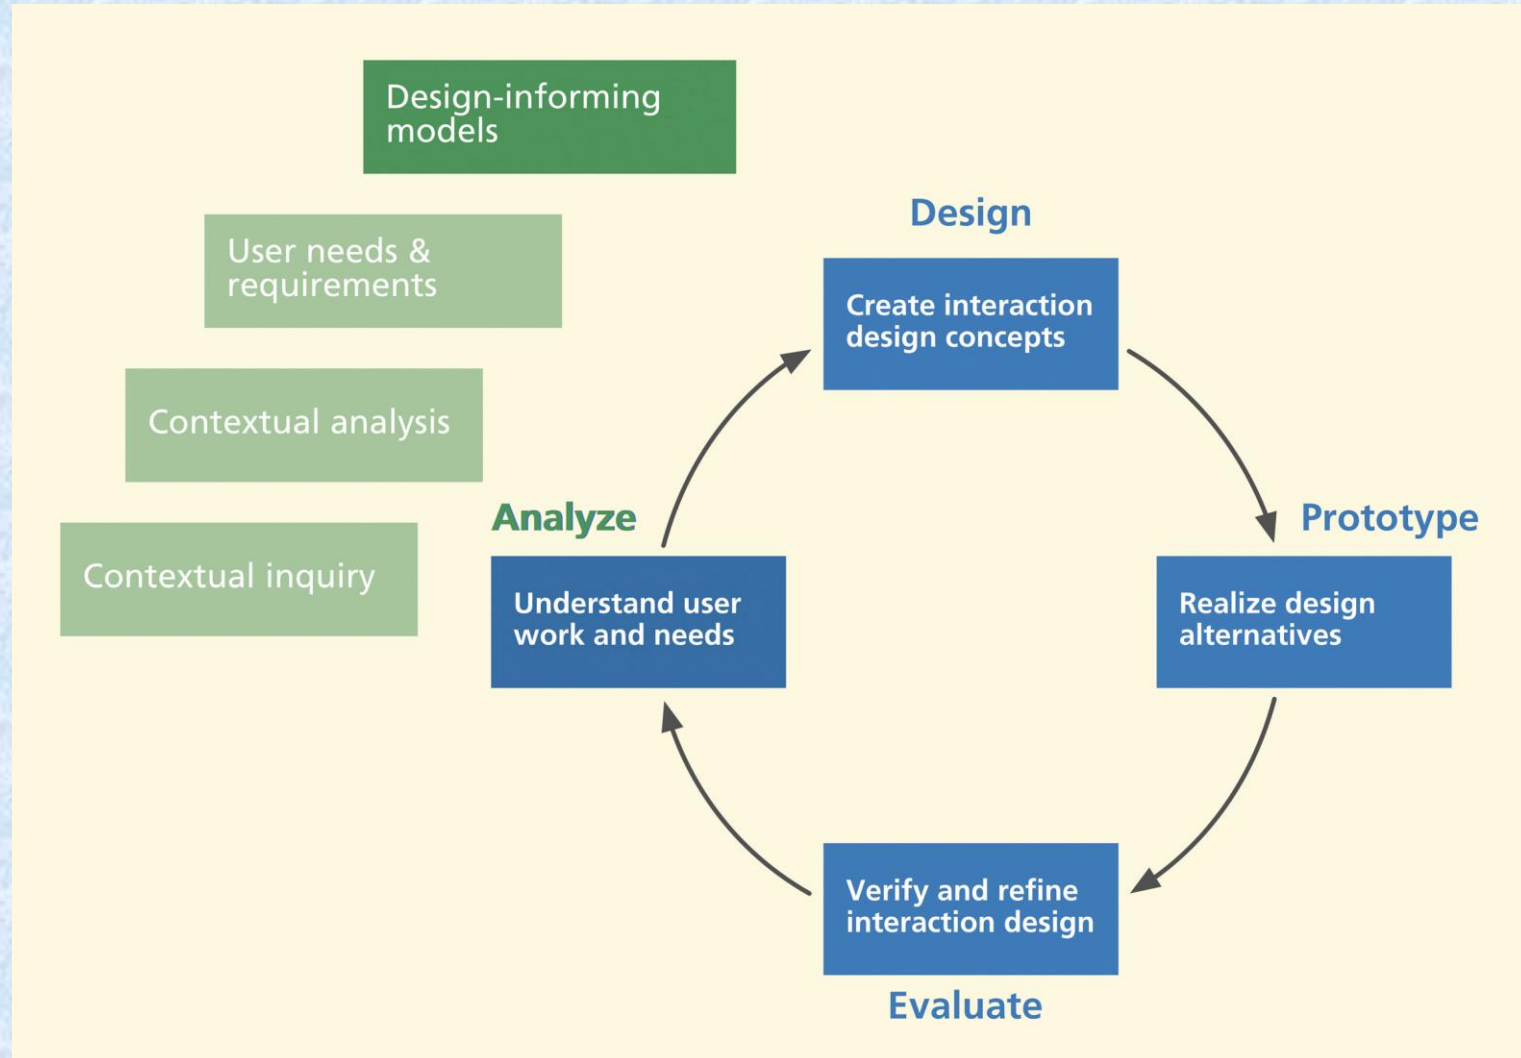 Design-informing
models
User needs &
requirements
Contextual analysis
Contextual inquiry
Design
Create interaction
design concepts
Analyze
Understand user
work and needs
Prototype
Realize design
alternatives
Verify and refine
interaction design
Evaluate